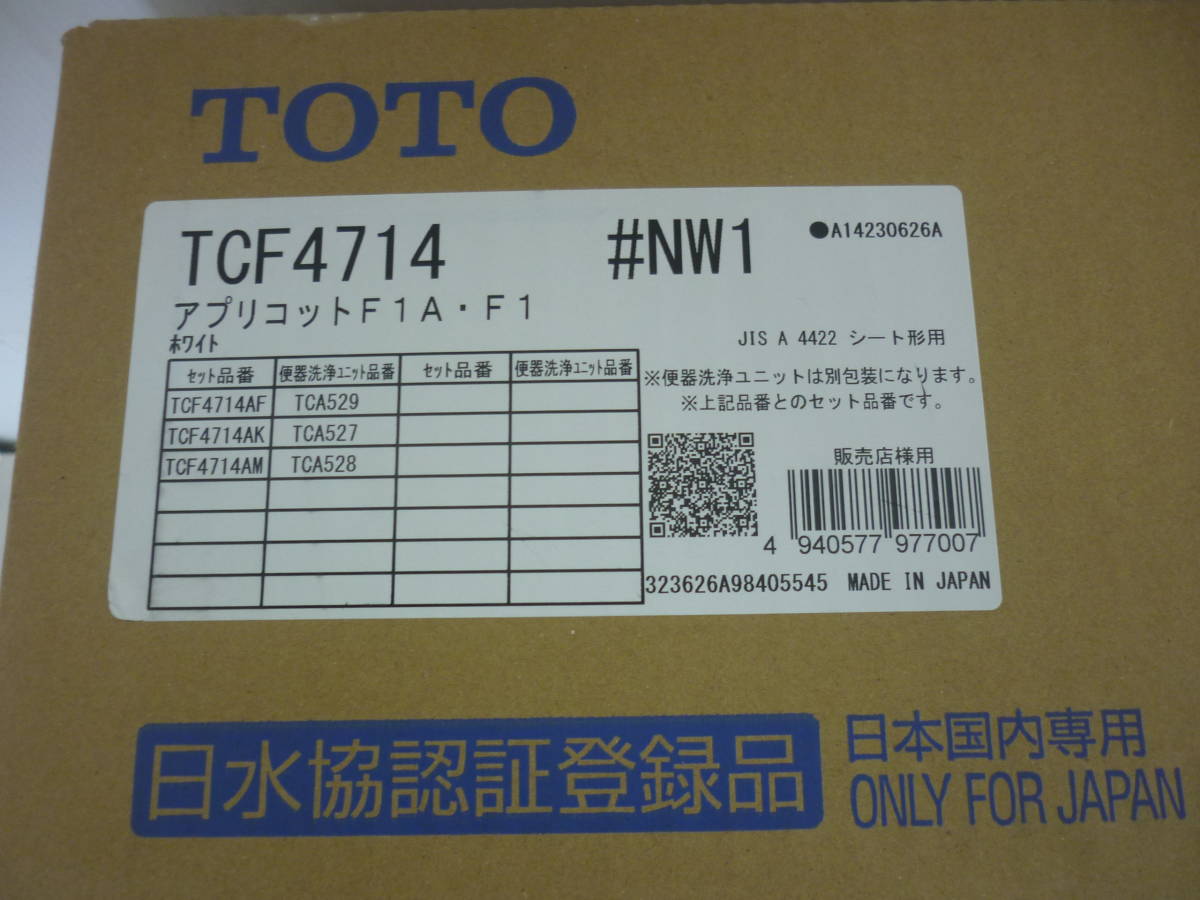 TOTO
TCF4714 #NW1 ●A14230626A
アプリコットF1A・F1
ホワイト
JIS A 4422 シート形用
セット品番 便器洗浄ユニット品番 セット品番 便器洗浄ユニット品番
TCF4714AF TCA529
TCF4714AK TCA527
TCF4714AM TCA528
※便器洗浄ユニットは別包装になります。
※上記品番とのセット品番です。
販売店様用
4 940577 977007
323626A98405545 MADE IN JAPAN
日水協認証登録品
日本国内専用
ONLY FOR JAPAN